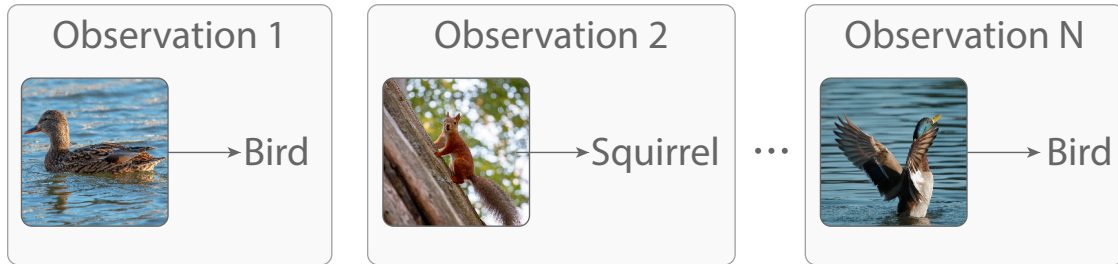 Observation 1
Bird
Observation 2
Squirrel
...
Observation N
Bird